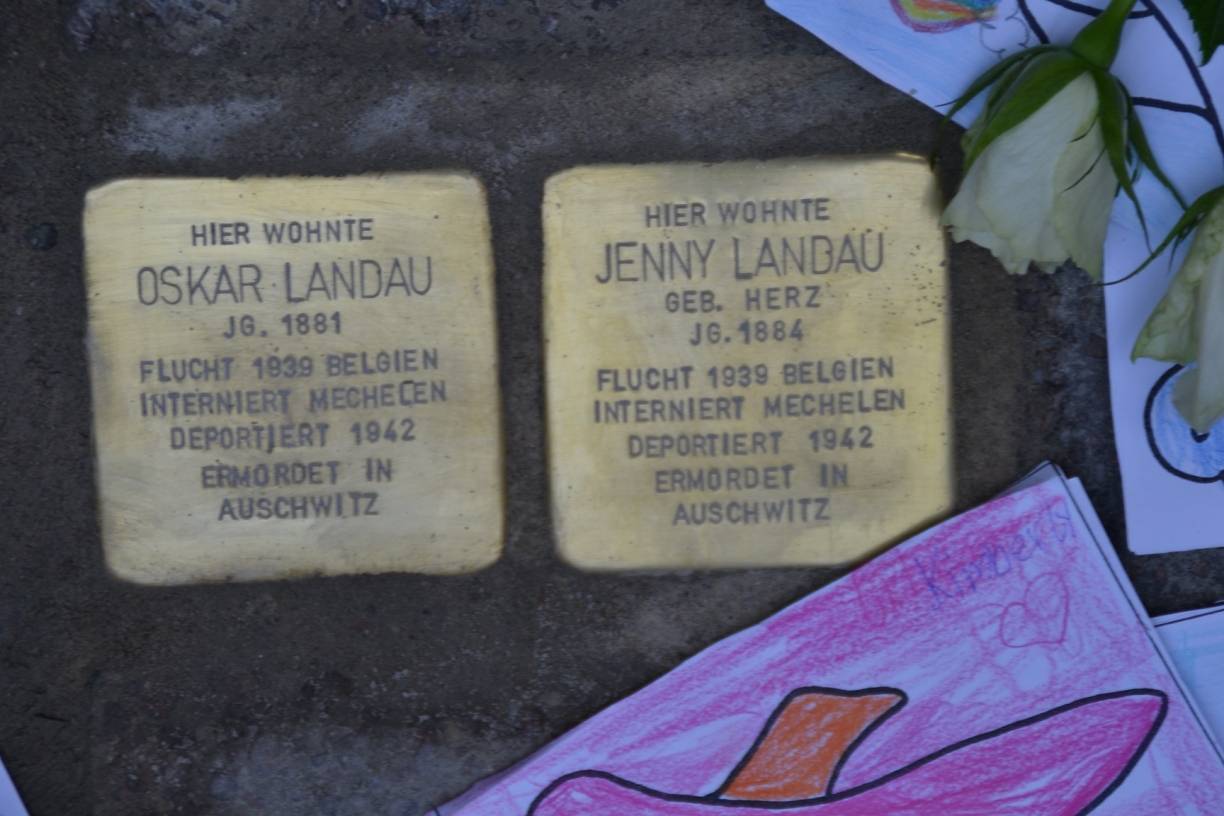 HIER WOHNTE
OSKAR LANDAU
JG. 1881
FLUCHT 1939 BELGIEN
INTERNIERT MECHELEN
DEPORTIERT 1942
ERMORDET IN
AUSCHWITZ
HIER WOHNTE
JENNY LANDAU
GEB. HERZ
JG. 1884
FLUCHT 1939 BELGIEN
INTERNIERT MECHELEN
DEPORTIERT 1942
ERMORDET IN
AUSCHWITZ